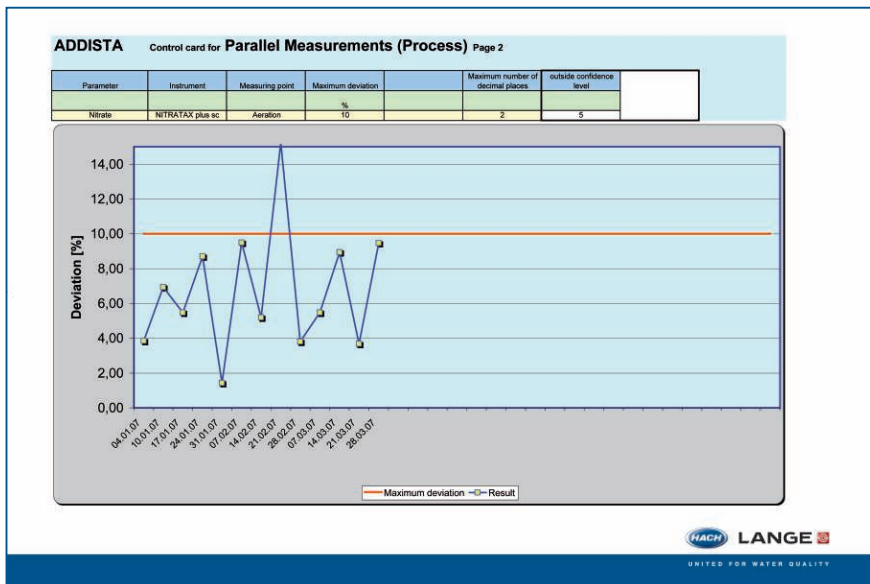 ADDISTA Control card for Parallel Measurements (Process) Page 2
Parameter Instrument Measuring point Maximum deviation Maximum number of decimal places outside confidence level
%
Nitrate NITRATAX plus sc Aeration 10 2 5
Deviation [%]
14,00
12,00
10,00
8,00
6,00
4,00
2,00
0,00
04.01.07 10.01.07 17.01.07 24.01.07 31.01.07 07.02.07 14.02.07 21.02.07 28.02.07 07.03.07 14.03.07 21.03.07 28.03.07
Maximum deviation Result
HACH LANGE
UNITED FOR WATER QUALITY